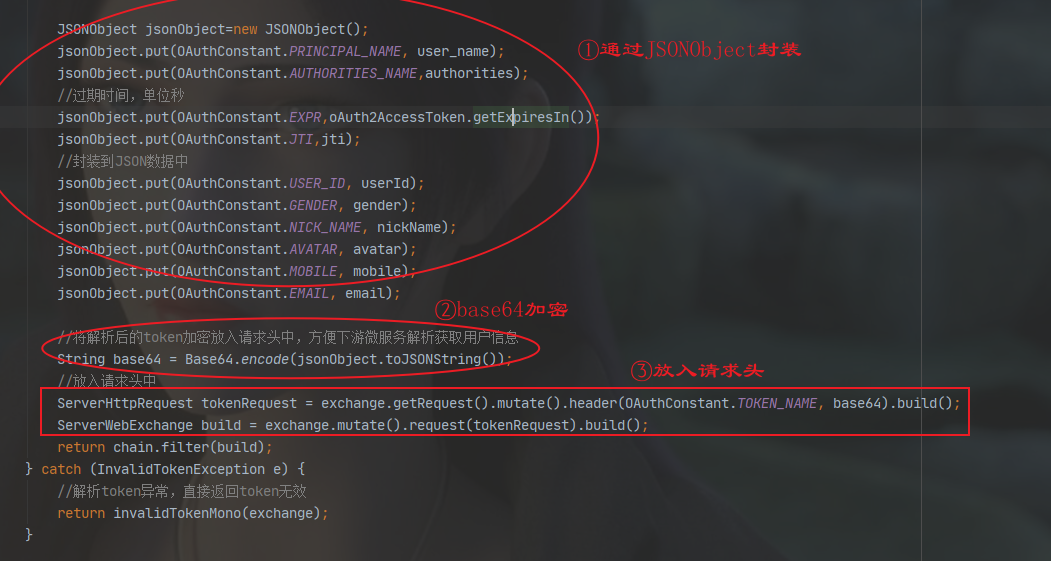 JSONObject jsonObject=new JSONObject();
jsonObject.put(OAuthConstant.PRINCIPAL_NAME, user_name);
①通过JSONObject封装
jsonObject.put(OAuthConstant.AUTHORITIES_NAME,authorities);
//过期时间，单位秒
jsonObject.put(OAuthConstant.EXPR,oAuth2AccessToken.getExpiresIn());
jsonObject.put(OAuthConstant.JTI,jti);
//封装到JSON数据中
jsonObject.put(OAuthConstant.USER_ID, userId);
jsonObject.put(OAuthConstant.GENDER, gender);
jsonObject.put(OAuthConstant.NICK_NAME, nickName);
jsonObject.put(OAuthConstant.AVATAR, avatar);
jsonObject.put(OAuthConstant.MOBILE, mobile);
jsonObject.put(OAuthConstant.EMAIL, email);
②base64加密
//将解析后的token加密放入请求头中，方便下游微服务解析获取用户信息
String base64 = Base64.encode(jsonObject.toJSONString());
③放入请求头
//放入请求头中
ServerHttpRequest tokenRequest = exchange.getRequest().mutate().header(OAuthConstant.TOKEN_NAME, base64).build();
ServerWebExchange build = exchange.mutate().request(tokenRequest).build();
return chain.filter(build);
} catch (InvalidTokenException e) {
//解析token异常，直接返回token无效
return invalidTokenMono(exchange);
}